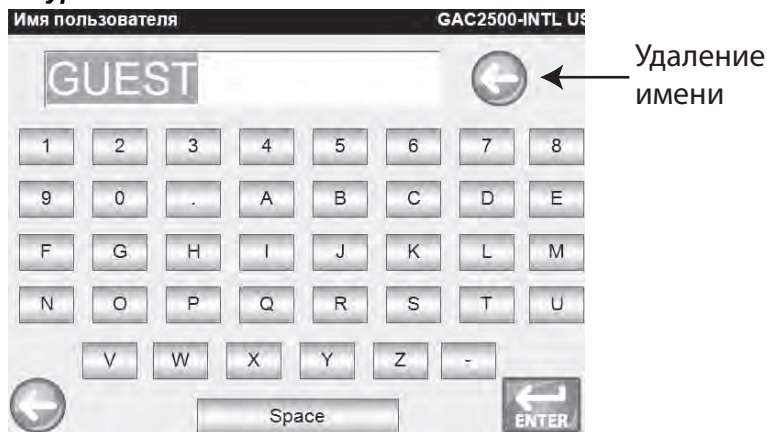 Имя пользователя GAC2500-INTL US
GUEST
Удаление
имени
1 2 3 4 5 6 7 8
9 0 . A B C D E
F G H I J K L M
N O P Q R S T U
V W X Y Z -
Space
ENTER